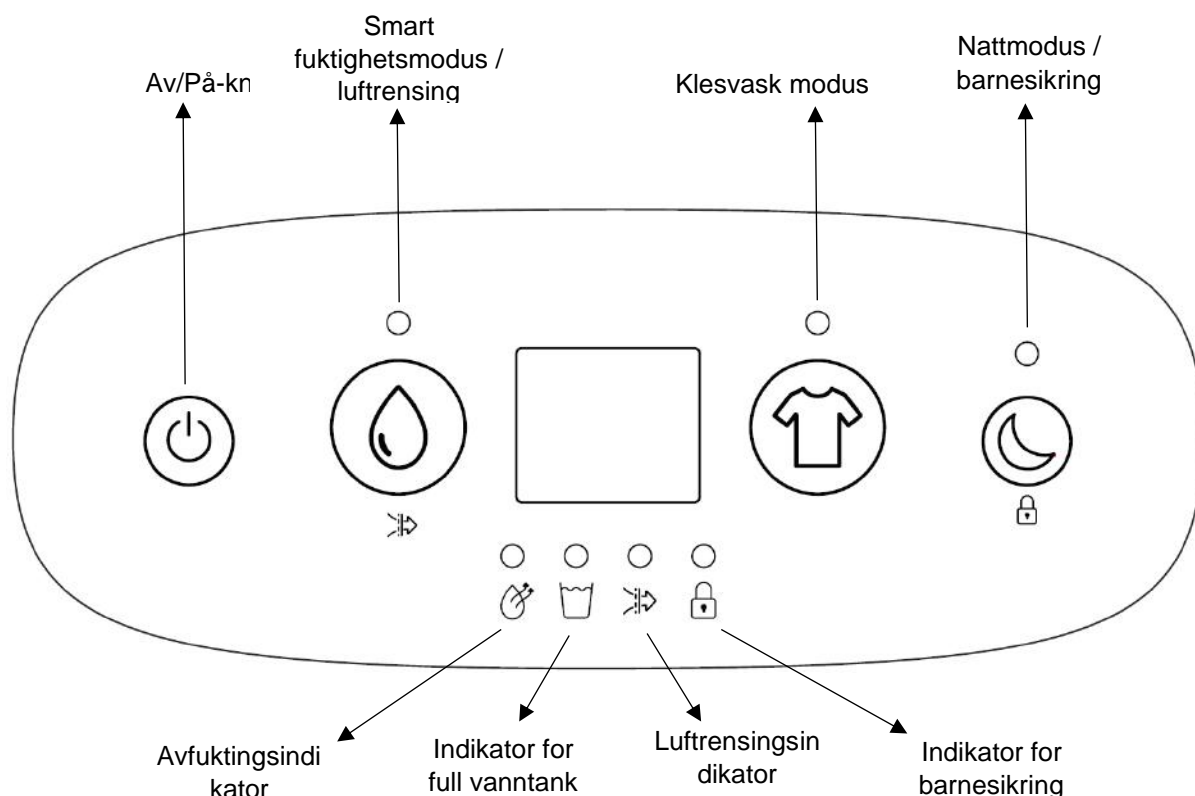 Smart
fuktighetsmodus /
luftrensing
Av/På-kn
Klesvask modus
Nattmodus /
barnesikring
Avfuktingsindi
kator
Indikator for
full vanntank
Luftrensingsin
dikator
Indikator for
barnesikring